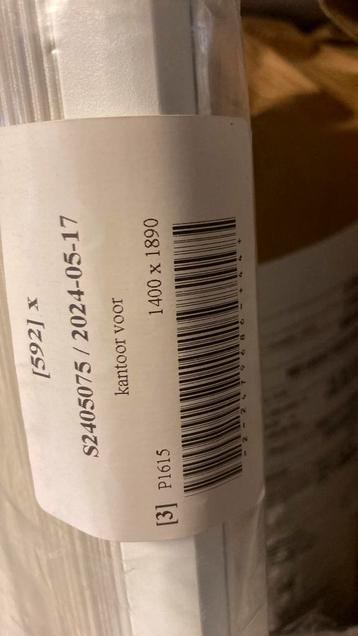 [592] x
S2405075 / 2024-05-17
kantoor voor
1400 x 1890
[3] P1615